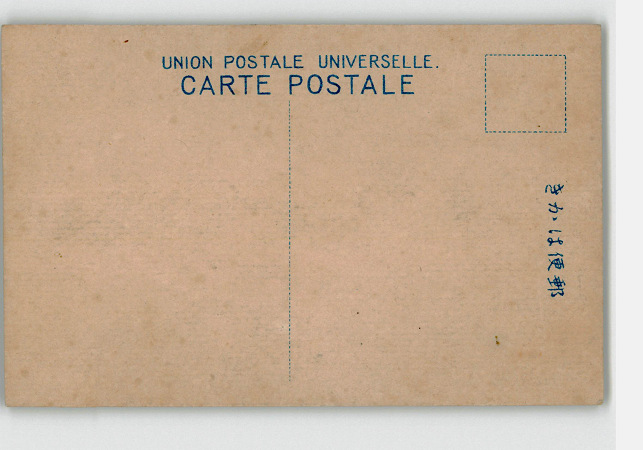 UNION POSTALE UNIVERSELLE.
CARTE POSTALE
きかは便郵